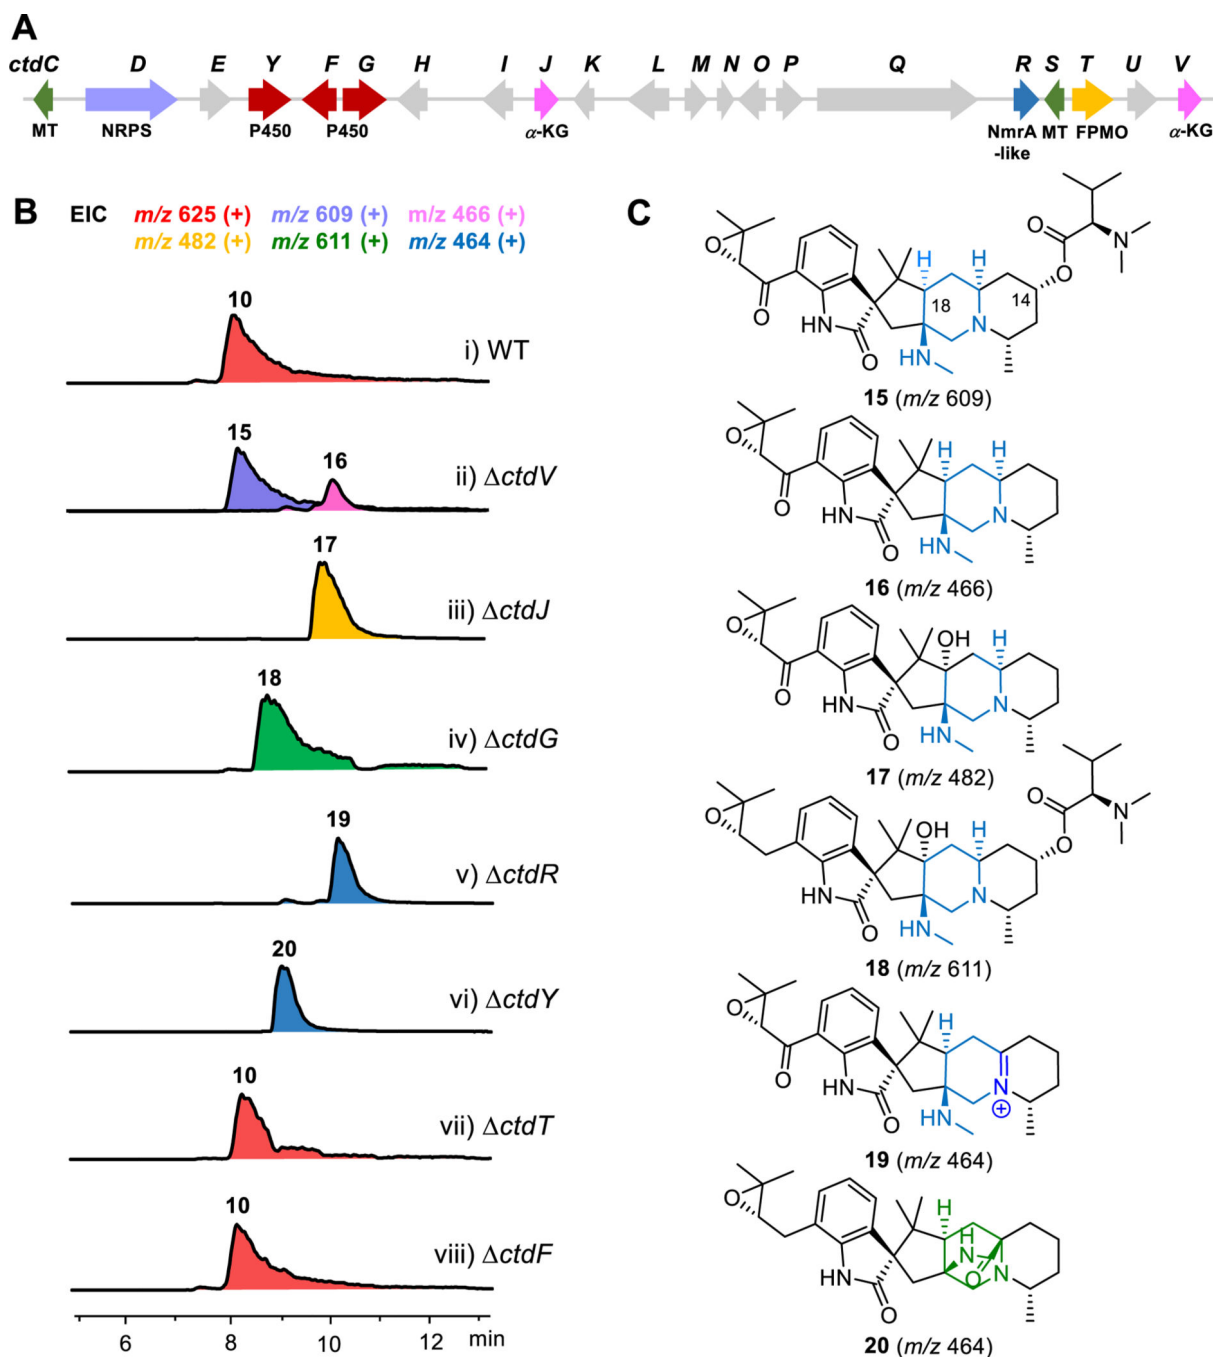 A
ctdC D E Y F G H I J K L M N O P Q R S T U V
MT NRPS P450 P450 α-KG NmrA-like MT FPMO α-KG
B
EIC m/z 625 (+) m/z 609 (+) m/z 466 (+)
m/z 482 (+) m/z 611 (+) m/z 464 (+)
10
i) WT
15
16
ii) ΔctdV
17
iii) ΔctdJ
18
iv) ΔctdG
19
v) ΔctdR
20
vi) ΔctdY
10
vii) ΔctdT
10
viii) ΔctdF
6 8 10 12 min
C
O O HN O H H 18 14 N HN O O N
15 (m/z 609)
O O HN O H H N HN
16 (m/z 466)
O O HN O OH H N HN
17 (m/z 482)
O HN O OH H N HN O O N
18 (m/z 611)
O O HN O H N + HN
19 (m/z 464)
O HN O H H N O N
20 (m/z 464)